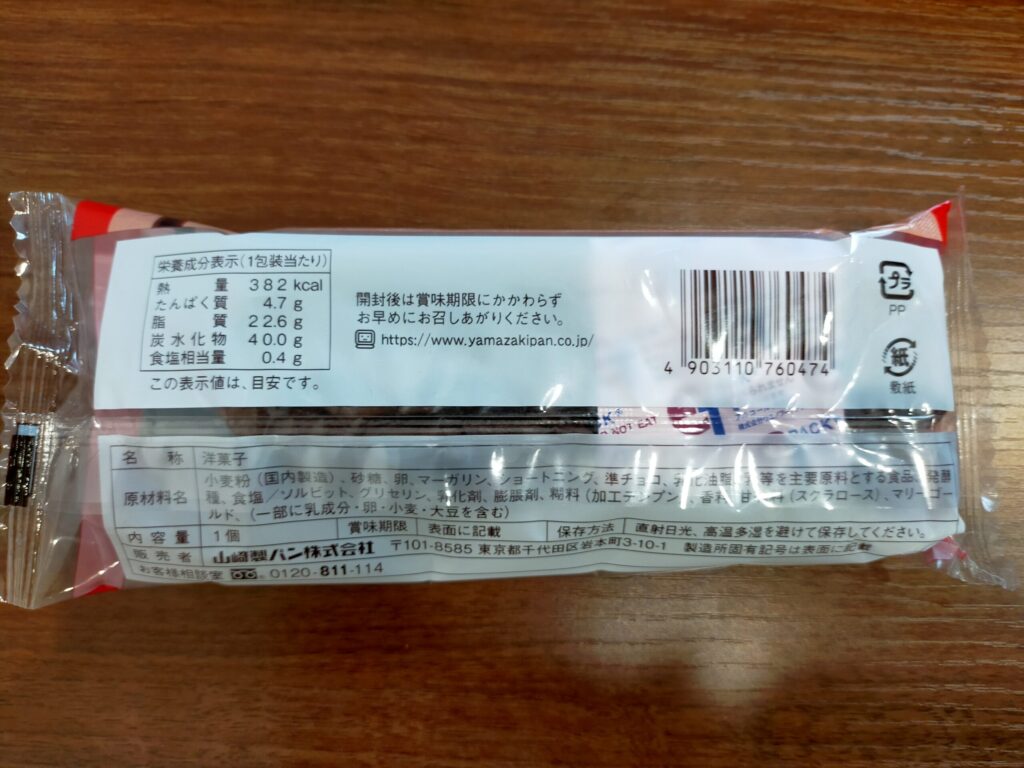 栄養成分表示(1包装当たり)
熱量 382 kcal
たんぱく質 4.7 g
脂質 22.6 g
炭水化物 40.0 g
食塩相当量 0.4 g
この表示値は、目安です。
開封後は賞味期限にかかわらず
お早めにお召しあがりください。
https://www.yamazakipan.co.jp/
4 903110 760474
プラ
PP
紙
敷紙
NOT EAT
PACK
名称 洋菓子
原材料名 小麦粉(国内製造)、砂糖、卵、マーガリン、ショートニング、準チョコ、乳化油脂、等を主要原料とする食品、発酵
種、食塩/ソルビット、グリセリン、乳化剤、膨脹剤、糊料(加工デンプン)、香料、甘味料(スクラロース)、マリーゴー
ルド、(一部に乳成分・卵・小麦・大豆を含む)
内容量 1個 賞味期限 表面に記載 保存方法 直射日光、高温多湿を避けて保存してください。
販売者 山崎製パン株式会社 〒101-8585 東京都千代田区岩本町3-10-1 製造所固有記号は表面に記載
お客様相談室 0120-811-114